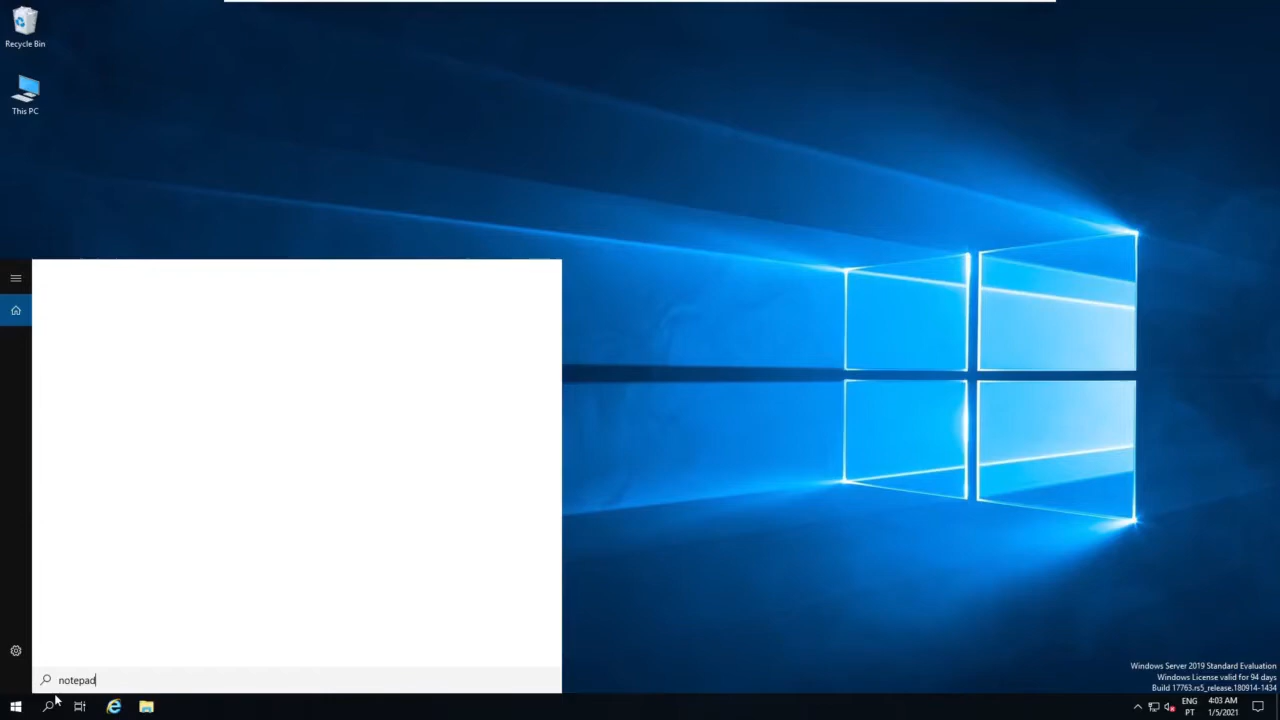 Recycle Bin
This PC
notepad
Windows Server 2019 Standard Evaluation
Windows License valid for 94 days
Build 17763.rs5_release.180914-1434
ENG
PT
4:03 AM
1/5/2021